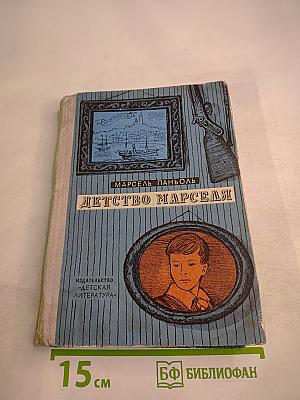 МАРСЕЛЬ ПАНЬОЛЬ
ДЕТСТВО МАРСЕЛЯ
ИЗДАТЕЛЬСТВО
«ДЕТСКАЯ
ЛИТЕРАТУРА»
15 см
БФ БИБЛИОФАН